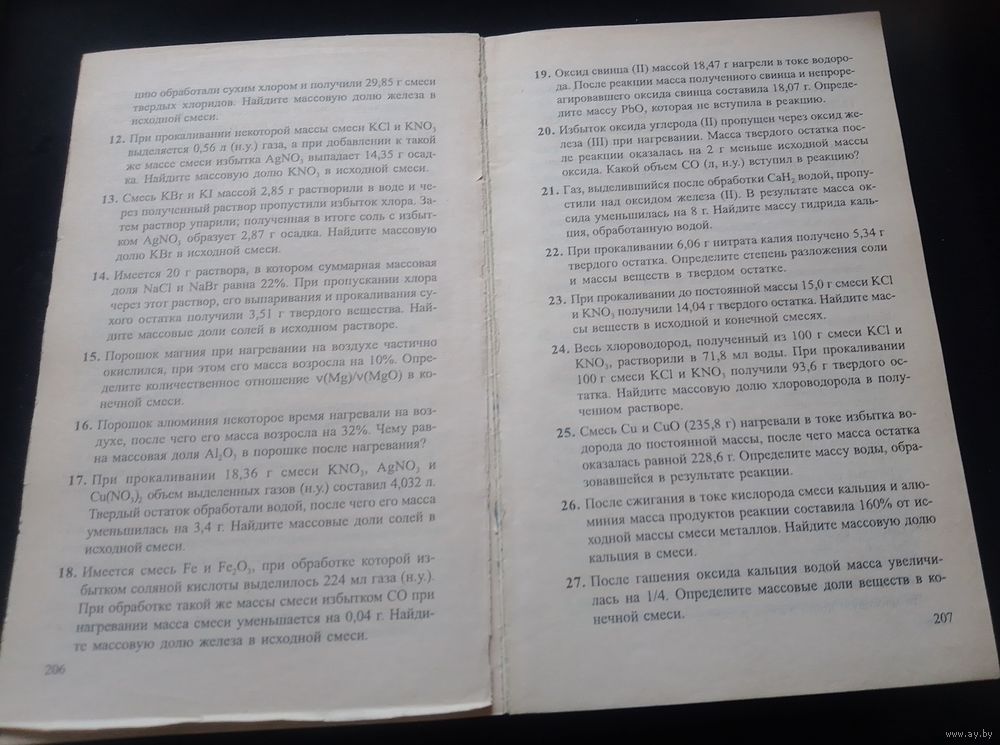 цию обработали сухим хлором и получили 29,85 г смеси
твердых хлоридов. Найдите массовую долю железа в
исходной смеси.
12. При прокаливании некоторой массы смеси KCl и KNO₃
выделяется 0,56 л (н.у.) газа, а при добавлении к такой
же массе смеси избытка AgNO₃ выпадает 14,35 г осад-
ка. Найдите массовую долю KNO₃ в исходной смеси.
13. Смесь KBr и KI массой 2,85 г растворили в воде и че-
рез полученный раствор пропустили избыток хлора. За-
тем раствор упарили; полученная в итоге соль с избыт-
ком AgNO₃ образует 2,87 г осадка. Найдите массовую
долю KBr в исходной смеси.
14. Имеется 20 г раствора, в котором суммарная массовая
доля NaCl и NaBr равна 22%. При пропускании хлора
через этот раствор, его выпаривания и прокаливания су-
хого остатка получили 3,51 г твердого вещества. Най-
дите массовые доли солей в исходном растворе.
15. Порошок магния при нагревании на воздухе частично
окислился, при этом его масса возросла на 10%. Опре-
делите количественное отношение ν(Mg)/ν(MgO) в ко-
нечной смеси.
16. Порошок алюминия некоторое время нагревали на воз-
духе, после чего его масса возросла на 32%. Чему рав-
на массовая доля Al₂O₃ в порошке после нагревания?
17. При прокаливании 18,36 г смеси KNO₃, AgNO₃ и
Cu(NO₃)₂ объем выделенных газов (н.у.) составил 4,032 л.
Твердый остаток обработали водой, после чего его масса
уменьшилась на 3,4 г. Найдите массовые доли солей в
исходной смеси.
18. Имеется смесь Fe и Fe₂O₃, при обработке которой из-
бытком соляной кислоты выделилось 224 мл газа (н.у.).
При обработке такой же массы смеси избытком CO при
нагревании масса смеси уменьшается на 0,04 г. Найди-
те массовую долю железа в исходной смеси.
206
19. Оксид свинца (II) массой 18,47 г нагрели в токе водоро-
да. После реакции масса полученного свинца и непроре-
агировавшего оксида свинца составила 18,07 г. Опреде-
лите массу PbO, которая не вступила в реакцию.
20. Избыток оксида углерода (II) пропущен через оксид же-
леза (III) при нагревании. Масса твердого остатка пос-
ле реакции оказалась на 2 г меньше исходной массы
оксида. Какой объем CO (л, н.у.) вступил в реакцию?
21. Газ, выделившийся после обработки CaH₂ водой, пропу-
стили над оксидом железа (II). В результате масса ок-
сида уменьшилась на 8 г. Найдите массу гидрида каль-
ция, обработанную водой.
22. При прокаливании 6,06 г нитрата калия получено 5,34 г
твердого остатка. Определите степень разложения соли
и массы веществ в твердом остатке.
23. При прокаливании до постоянной массы 15,0 г смеси KCl
и KNO₃ получили 14,04 г твердого остатка. Найдите мас-
сы веществ в исходной и конечной смесях.
24. Весь хлороводород, полученный из 100 г смеси KCl и
KNO₃, растворили в 71,8 мл воды. При прокаливании
100 г смеси KCl и KNO₃ получили 93,6 г твердого ос-
татка. Найдите массовую долю хлороводорода в полу-
ченном растворе.
25. Смесь Cu и CuO (235,8 г) нагревали в токе избытка во-
дорода до постоянной массы, после чего масса остатка
оказалась равной 228,6 г. Определите массу воды, обра-
зовавшейся в результате реакции.
26. После сжигания в токе кислорода смеси кальция и алю-
миния масса продуктов реакции составила 160% от ис-
ходной массы смеси металлов. Найдите массовую долю
кальция в смеси.
27. После гашения оксида кальция водой масса увеличи-
лась на 1/4. Определите массовые доли веществ в ко-
нечной смеси.
207
www.ay.by